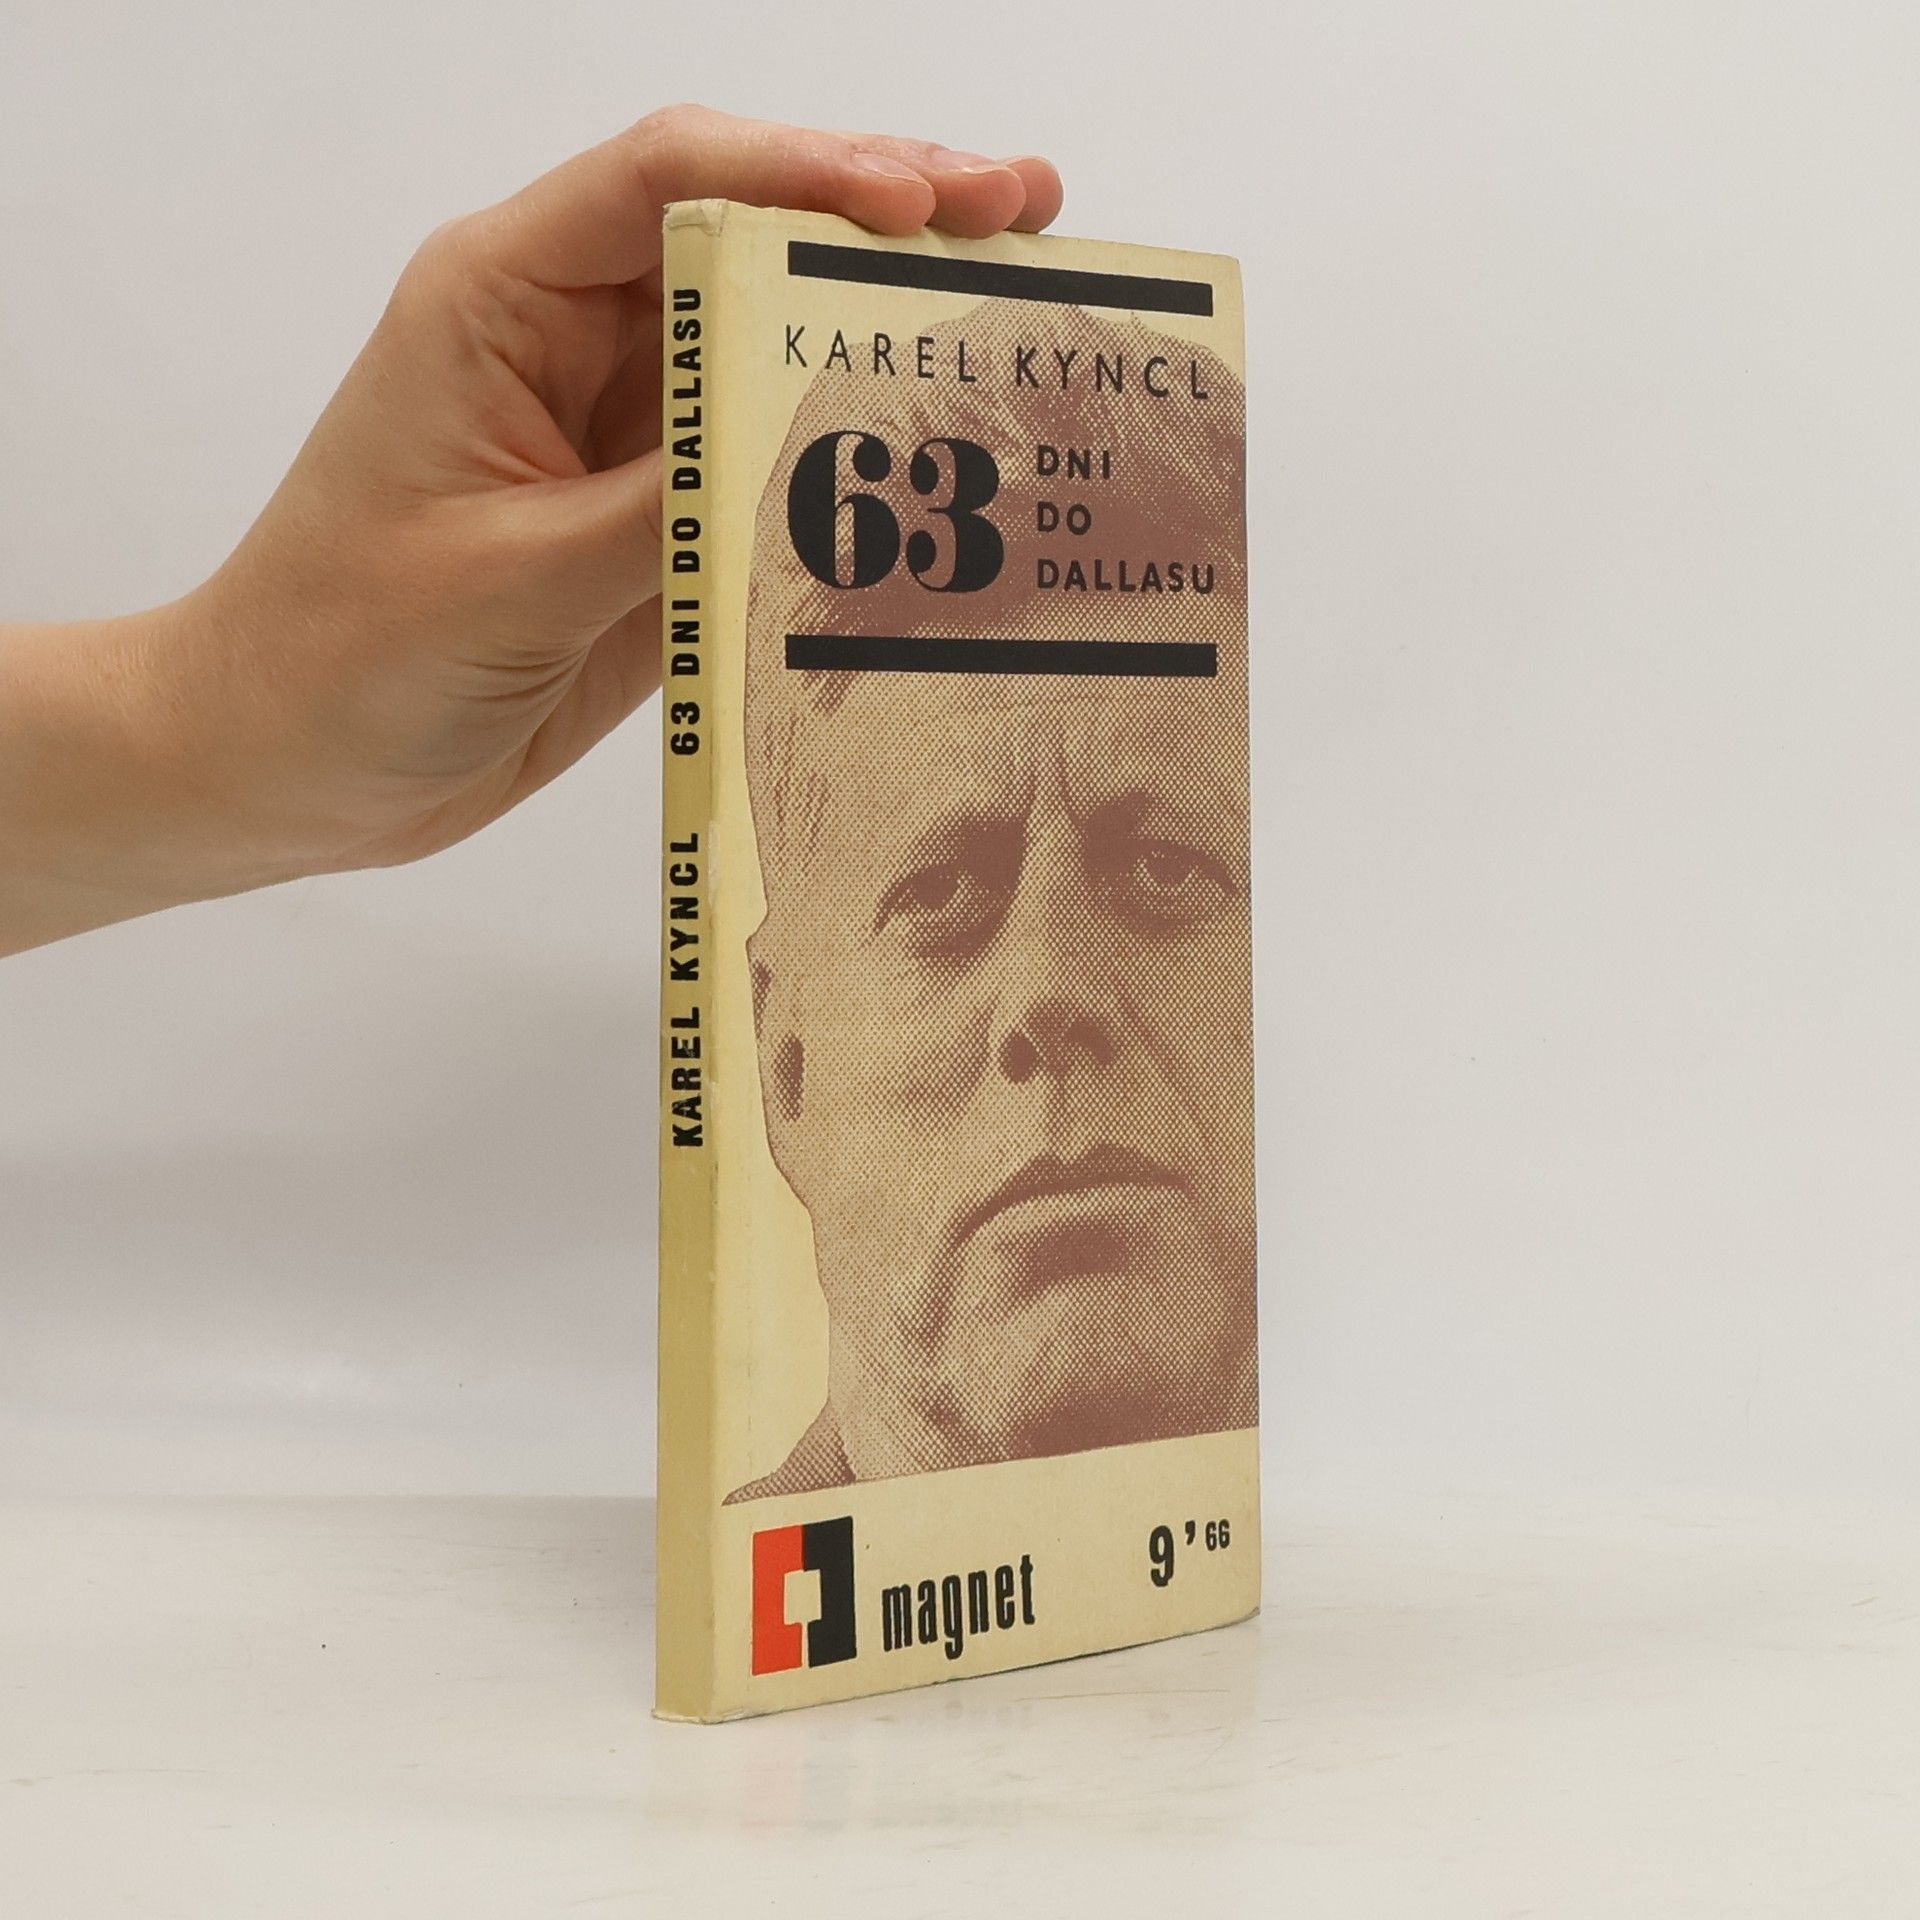 KAREL KYNCL 63 DNI DO DALLASU
KAREL KYNCL
63 DNI
DO
DALLASU
magnet
9'66